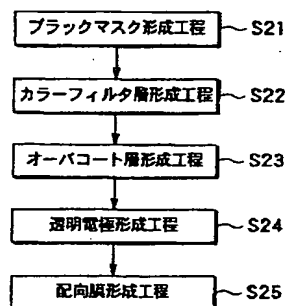 ブラックマスク形成工程 S21
カラーフィルタ層形成工程 S22
オーバコート層形成工程 S23
透明電極形成工程 S24
配向膜形成工程 S25